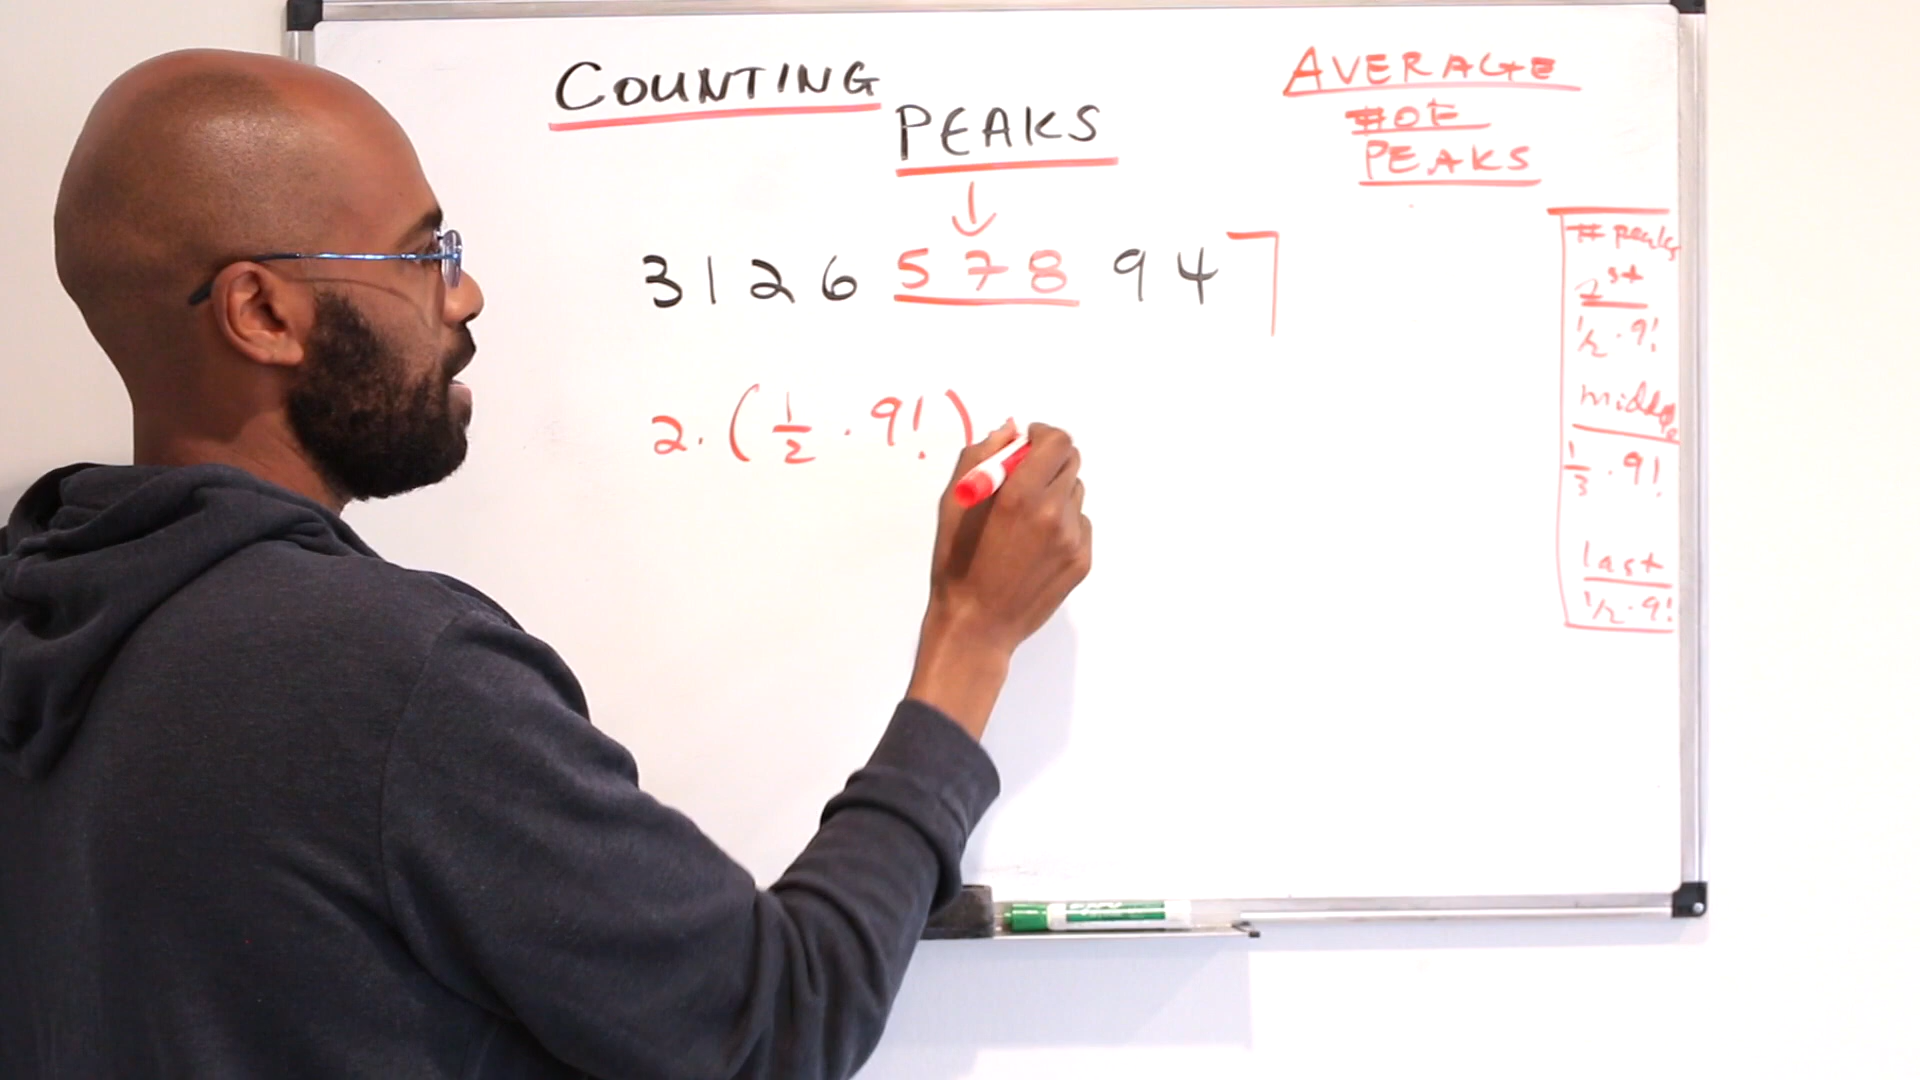 COUNTING
PEAKS
3 1 2 6 5 7 8 9 4
2 · ( 1/2 · 9! )
AVERAGE
# OF
PEAKS
# peaks
1st
1/2 · 9!
middle
1/3 · 9!
last
1/2 · 9!